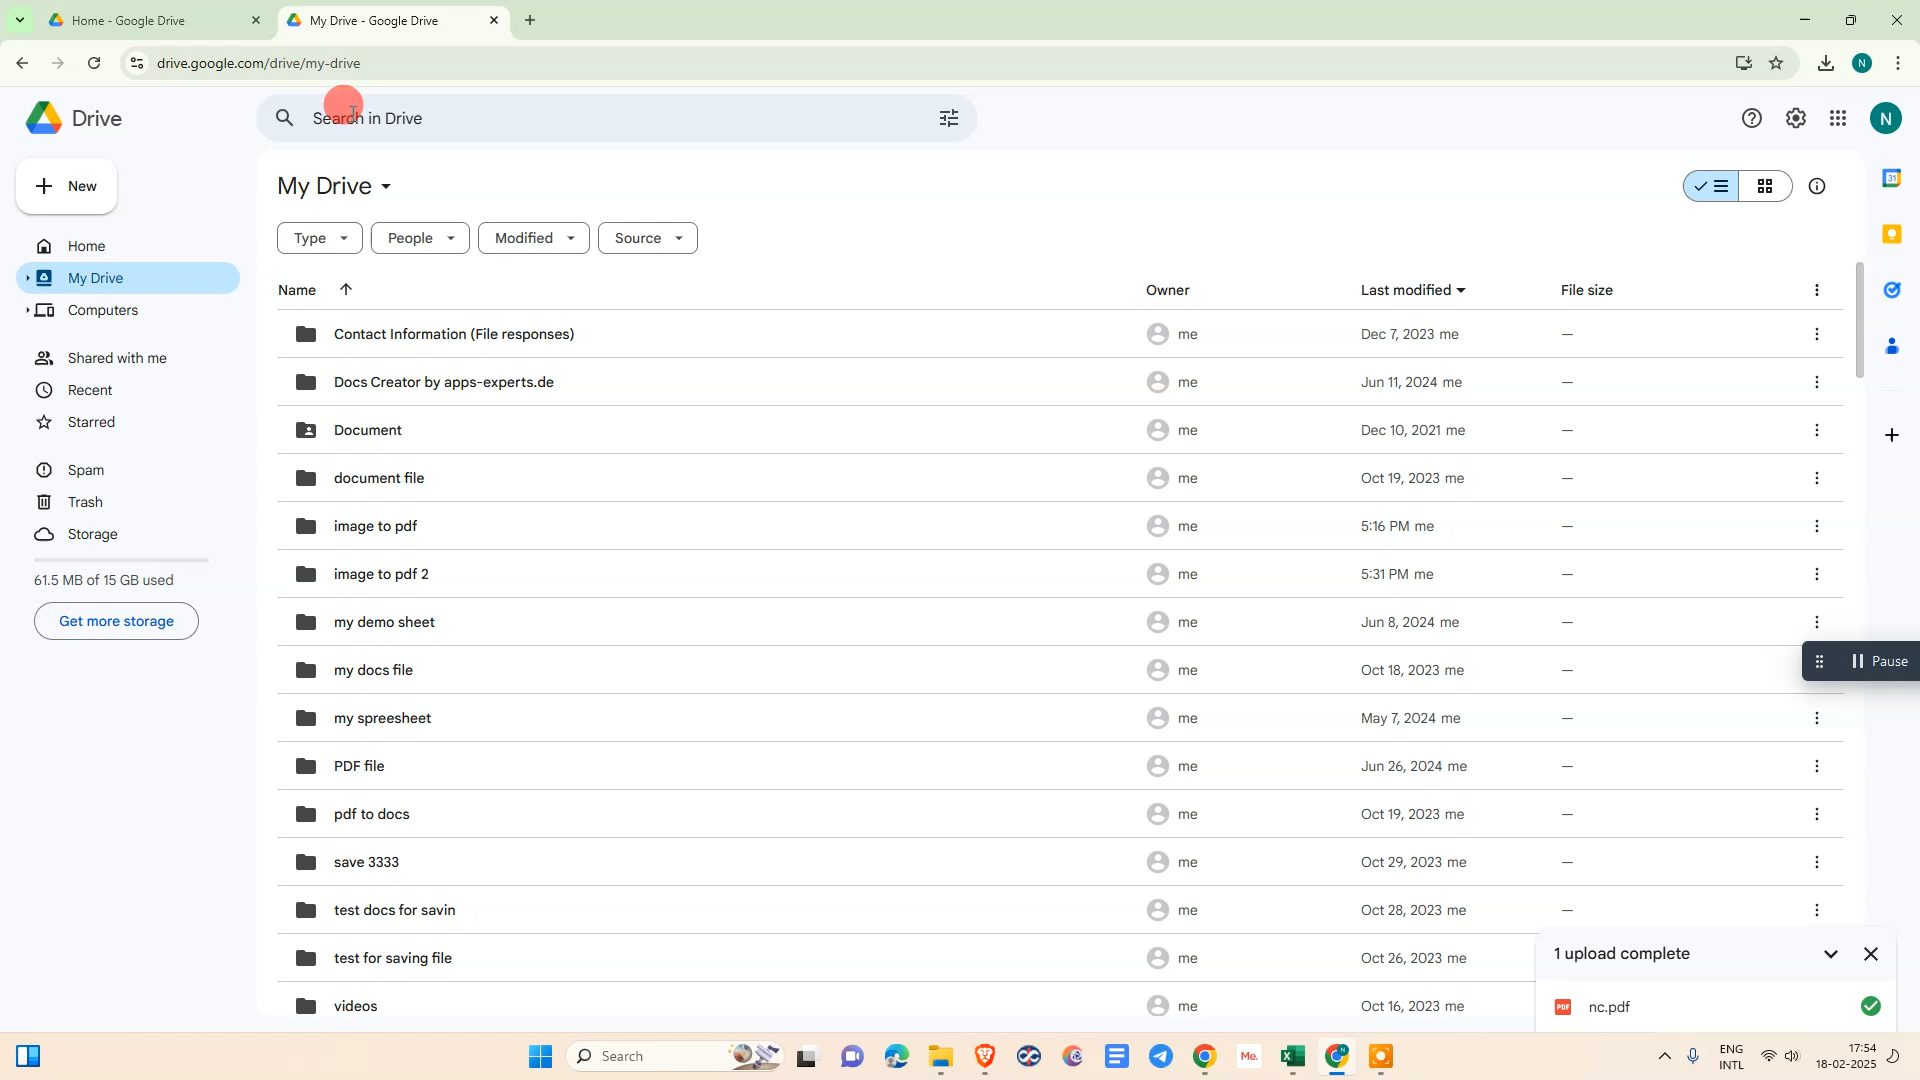 Home - Google Drive
My Drive - Google Drive
drive.google.com/drive/my-drive
N
Drive
Search in Drive
N
New
My Drive
31
Type
People
Modified
Source
Home
My Drive
Computers
Shared with me
Recent
Starred
Spam
Trash
Storage
61.5 MB of 15 GB used
Get more storage
Name Owner Last modified File size
Contact Information (File responses) me Dec 7, 2023 me —
Docs Creator by apps-experts.de me Jun 11, 2024 me —
Document me Dec 10, 2021 me —
document file me Oct 19, 2023 me —
image to pdf me 5:16 PM me —
image to pdf 2 me 5:31 PM me —
my demo sheet me Jun 8, 2024 me —
my docs file me Oct 18, 2023 me —
my spreesheet me May 7, 2024 me —
PDF file me Jun 26, 2024 me —
pdf to docs me Oct 19, 2023 me —
save 3333 me Oct 29, 2023 me —
test docs for savin me Oct 28, 2023 me —
test for saving file me Oct 26, 2023 me
videos me Oct 16, 2023 me
Pause
1 upload complete
PDF nc.pdf
Search
Me.
ENG
INTL
17:54
18-02-2025